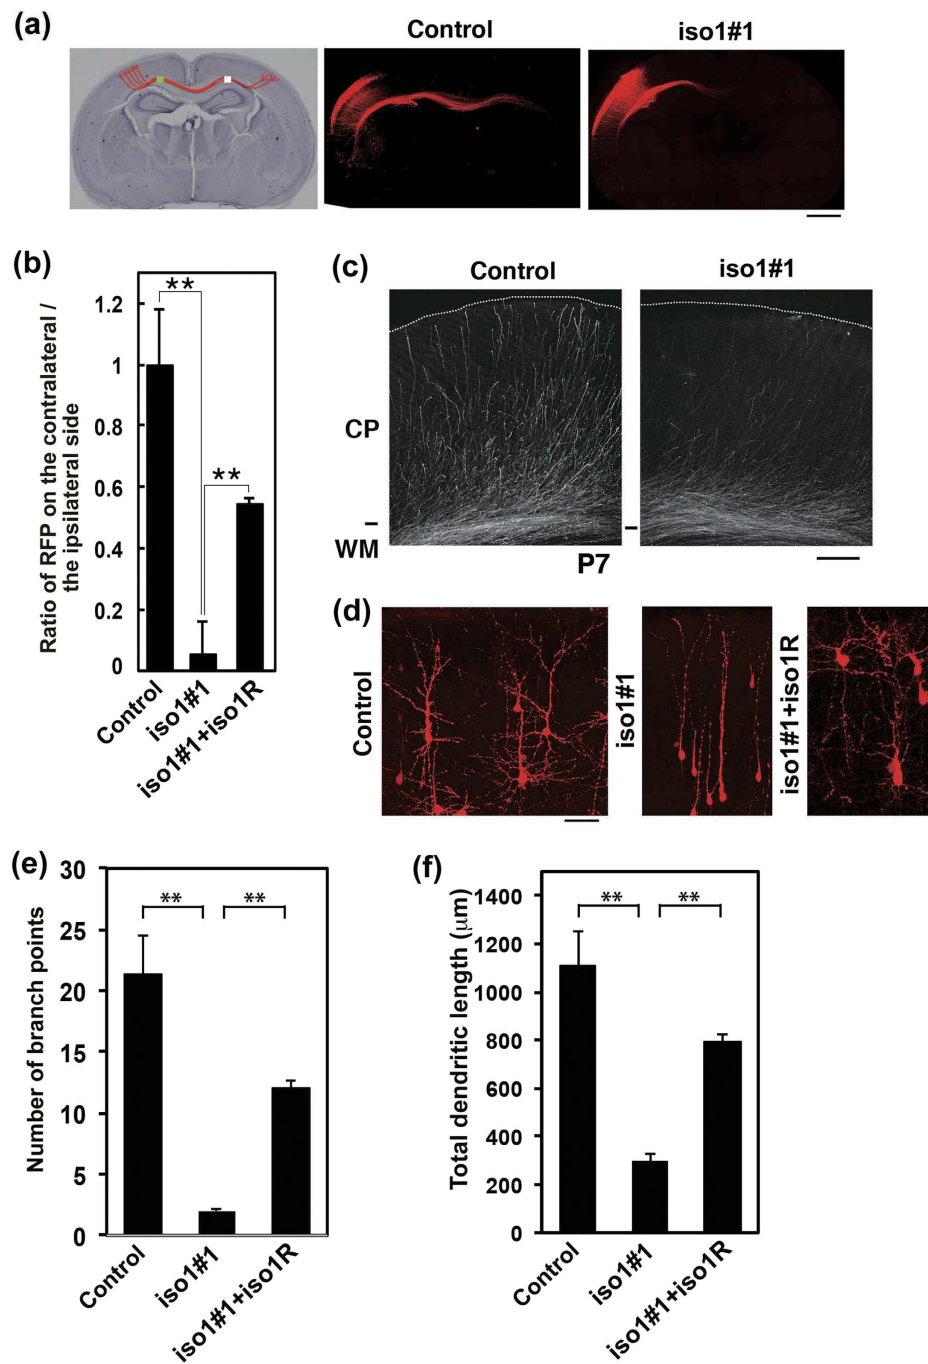 (a)
Control
iso1#1
(b)
Ratio of RFP on the contralateral /
the ipsilateral side
1.2
1
0.8
0.6
0.4
0.2
0
**
**
Control
iso1#1
iso1#1+iso1R
(c)
Control
iso1#1
CP
WM
P7
(d)
Control
iso1#1
iso1#1+iso1R
(e)
Number of branch points
30
25
20
15
10
5
0
**
**
Control
iso1#1
iso1#1+iso1R
(f)
Total dendritic length (μm)
1400
1200
1000
800
600
400
200
0
**
**
Control
iso1#1
iso1#1+iso1R